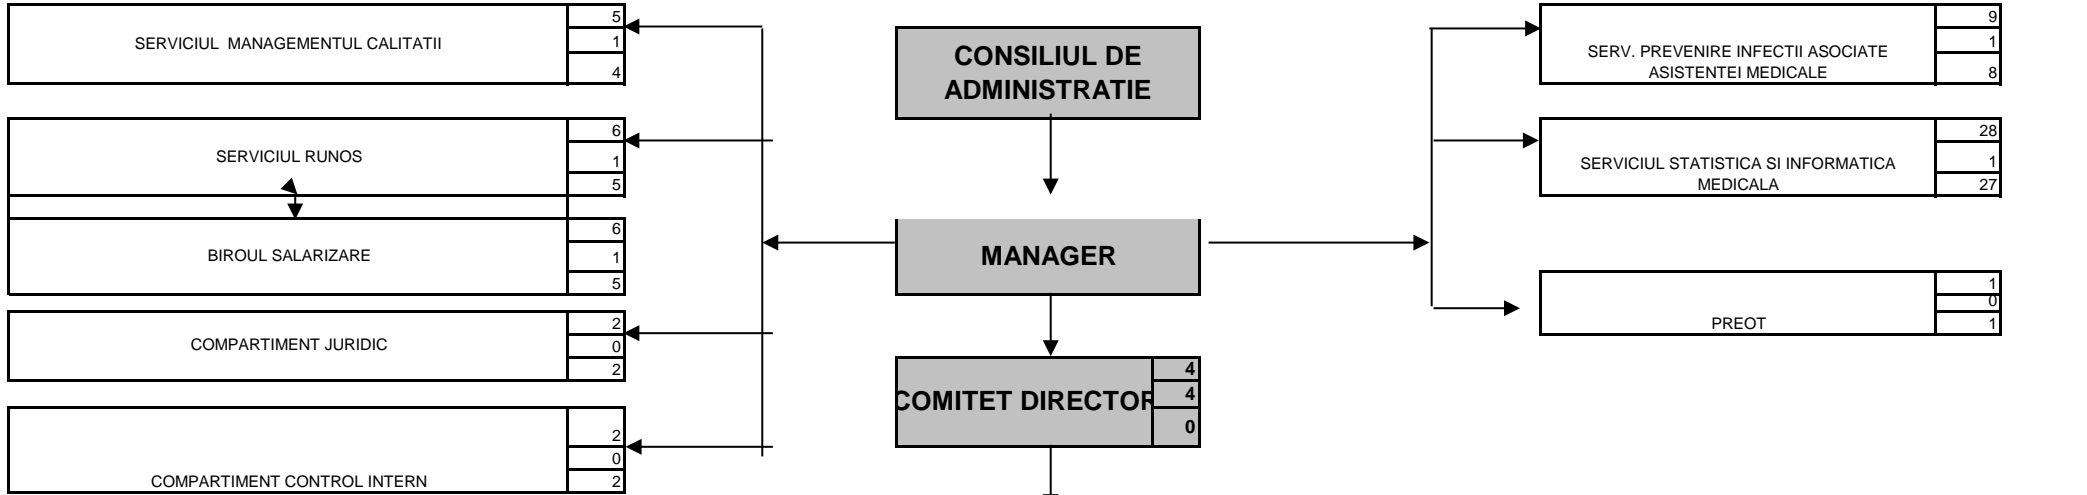 SERVICIUL MANAGEMENTUL CALITATII
5
1
4
SERVICIUL RUNOS
6
1
5
BIROUL SALARIZARE
6
1
5
COMPARTIMENT JURIDIC
2
0
2
COMPARTIMENT CONTROL INTERN
2
0
2
CONSILIUL DE
ADMINISTRATIE
MANAGER
COMITET DIRECTOR
4
4
0
SERV. PREVENIRE INFECTII ASOCIATE
ASISTENTEI MEDICALE
9
1
8
SERVICIUL STATISTICA SI INFORMATICA
MEDICALA
28
1
27
PREOT
1
0
1